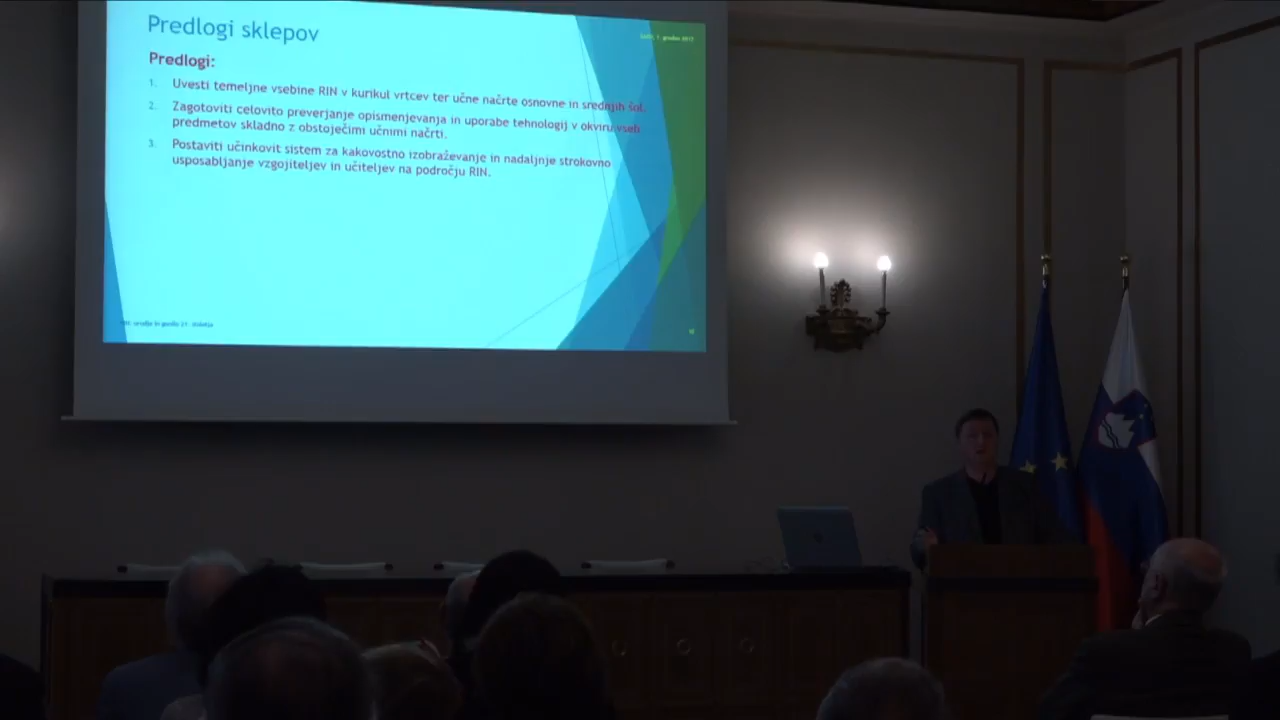 Predlogi sklepov
Predlogi:
1. Uvesti temeljne vsebine RIN v kurikul vrtcev ter učne načrte osnovne in srednjih šol.
2. Zagotoviti celovito preverjanje opismenjevanja in uporabe tehnologij v okviru vseh
predmetov skladno z obstoječimi učnimi načrti.
3. Postaviti učinkovit sistem za kakovostno izobraževanje in nadaljnje strokovno
usposabljanje vzgojiteljev in učiteljev na področju RIN.